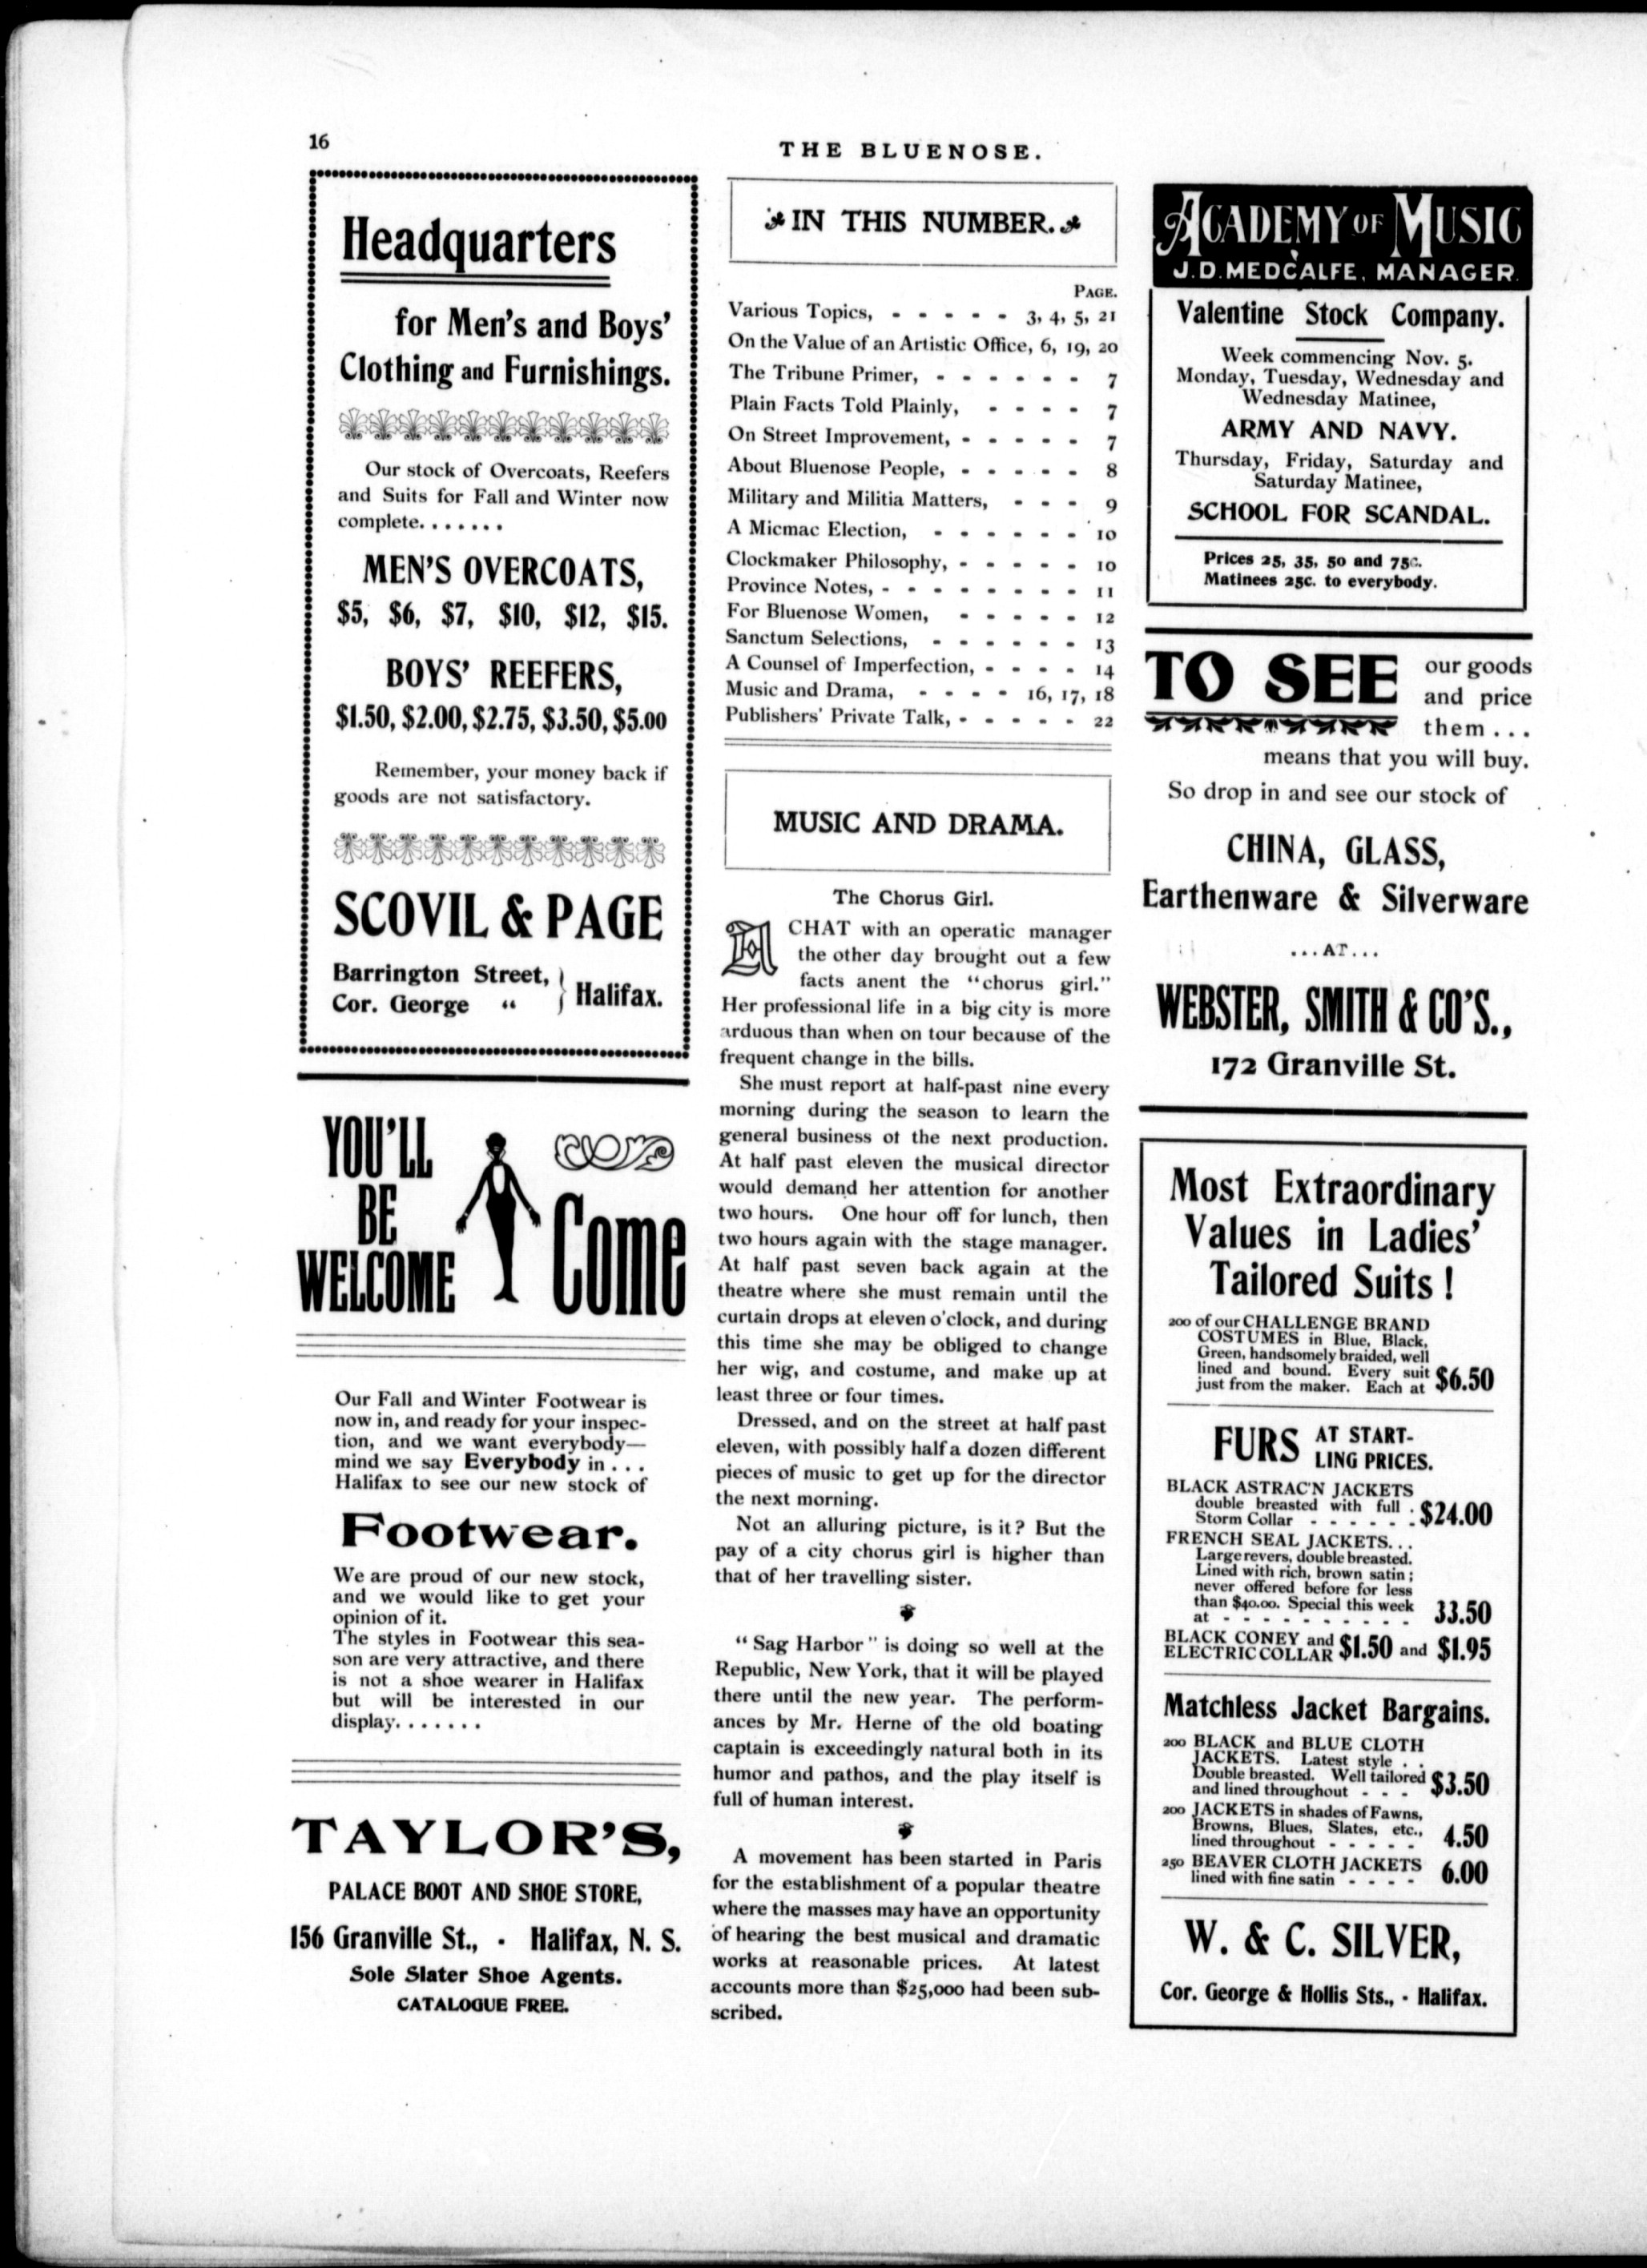 16
THE BLUENOSE.
Headquarters
for Men's and Boys'
Clothing and Furnishings.
Our stock of Overcoats, Reefers
and Suits for Fall and Winter now
complete. . . . . . .
MEN'S OVERCOATS,
$5, $6, $7, $10, $12, $15.
BOYS' REEFERS,
$1.50, $2.00, $2.75, $3.50, $5.00
Remember, your money back if
goods are not satisfactory.
SCOVIL & PAGE
Barrington Street,
Cor. George "
} Halifax.
YOU'LL
BE
WELCOME
Come
Our Fall and Winter Footwear is
now in, and ready for your inspec-
tion, and we want everybody—
mind we say Everybody in . . .
Halifax to see our new stock of
Footwear.
We are proud of our new stock,
and we would like to get your
opinion of it.
The styles in Footwear this sea-
son are very attractive, and there
is not a shoe wearer in Halifax
but will be interested in our
display. . . . . . .
TAYLOR'S,
PALACE BOOT AND SHOE STORE,
156 Granville St., - Halifax, N. S.
Sole Slater Shoe Agents.
CATALOGUE FREE.
IN THIS NUMBER.
PAGE.
Various Topics, - - - - - 3, 4, 5, 21
On the Value of an Artistic Office, 6, 19, 20
The Tribune Primer, - - - - - - 7
Plain Facts Told Plainly, - - - - 7
On Street Improvement, - - - - - 7
About Bluenose People, - - - - - 8
Military and Militia Matters, - - - 9
A Micmac Election, - - - - - - 10
Clockmaker Philosophy, - - - - - 10
Province Notes, - - - - - - - - 11
For Bluenose Women, - - - - - 12
Sanctum Selections, - - - - - - 13
A Counsel of Imperfection, - - - - 14
Music and Drama, - - - - 16, 17, 18
Publishers' Private Talk, - - - - - 22
MUSIC AND DRAMA.
The Chorus Girl.
A CHAT with an operatic manager
the other day brought out a few
facts anent the "chorus girl."
Her professional life in a big city is more
arduous than when on tour because of the
frequent change in the bills.
She must report at half-past nine every
morning during the season to learn the
general business of the next production.
At half past eleven the musical director
would demand her attention for another
two hours. One hour off for lunch, then
two hours again with the stage manager.
At half past seven back again at the
theatre where she must remain until the
curtain drops at eleven o'clock, and during
this time she may be obliged to change
her wig, and costume, and make up at
least three or four times.
Dressed, and on the street at half past
eleven, with possibly half a dozen different
pieces of music to get up for the director
the next morning.
Not an alluring picture, is it? But the
pay of a city chorus girl is higher than
that of her travelling sister.
"Sag Harbor" is doing so well at the
Republic, New York, that it will be played
there until the new year. The perform-
ances by Mr. Herne of the old boating
captain is exceedingly natural both in its
humor and pathos, and the play itself is
full of human interest.
A movement has been started in Paris
for the establishment of a popular theatre
where the masses may have an opportunity
of hearing the best musical and dramatic
works at reasonable prices. At latest
accounts more than $25,000 had been sub-
scribed.
ACADEMY OF MUSIC
J. D. MEDCALFE, MANAGER.
Valentine Stock Company.
Week commencing Nov. 5.
Monday, Tuesday, Wednesday and
Wednesday Matinee,
ARMY AND NAVY.
Thursday, Friday, Saturday and
Saturday Matinee,
SCHOOL FOR SCANDAL.
Prices 25, 35, 50 and 75c.
Matinees 25c. to everybody.
TO SEE
our goods
and price
them . . .
means that you will buy.
So drop in and see our stock of
CHINA, GLASS,
Earthenware & Silverware
. . . AT . . .
WEBSTER, SMITH & CO'S.,
172 Granville St.
Most Extraordinary
Values in Ladies'
Tailored Suits !
200 of our CHALLENGE BRAND
COSTUMES in Blue, Black,
Green, handsomely braided, well
lined and bound. Every suit
just from the maker. Each at $6.50
FURS AT START-
LING PRICES.
BLACK ASTRAC'N JACKETS
double breasted with full .
Storm Collar - - - - - - $24.00
FRENCH SEAL JACKETS. . .
Large revers, double breasted.
Lined with rich, brown satin ;
never offered before for less
than $40.00. Special this week
at - - - - - - - - - - 33.50
BLACK CONEY and
ELECTRIC COLLAR $1.50 and $1.95
Matchless Jacket Bargains.
200 BLACK and BLUE CLOTH
JACKETS. Latest style . .
Double breasted. Well tailored
and lined throughout - - - $3.50
200 JACKETS in shades of Fawns,
Browns, Blues, Slates, etc.,
lined throughout - - - - - 4.50
250 BEAVER CLOTH JACKETS
lined with fine satin - - - - 6.00
W. & C. SILVER,
Cor. George & Hollis Sts., - Halifax.